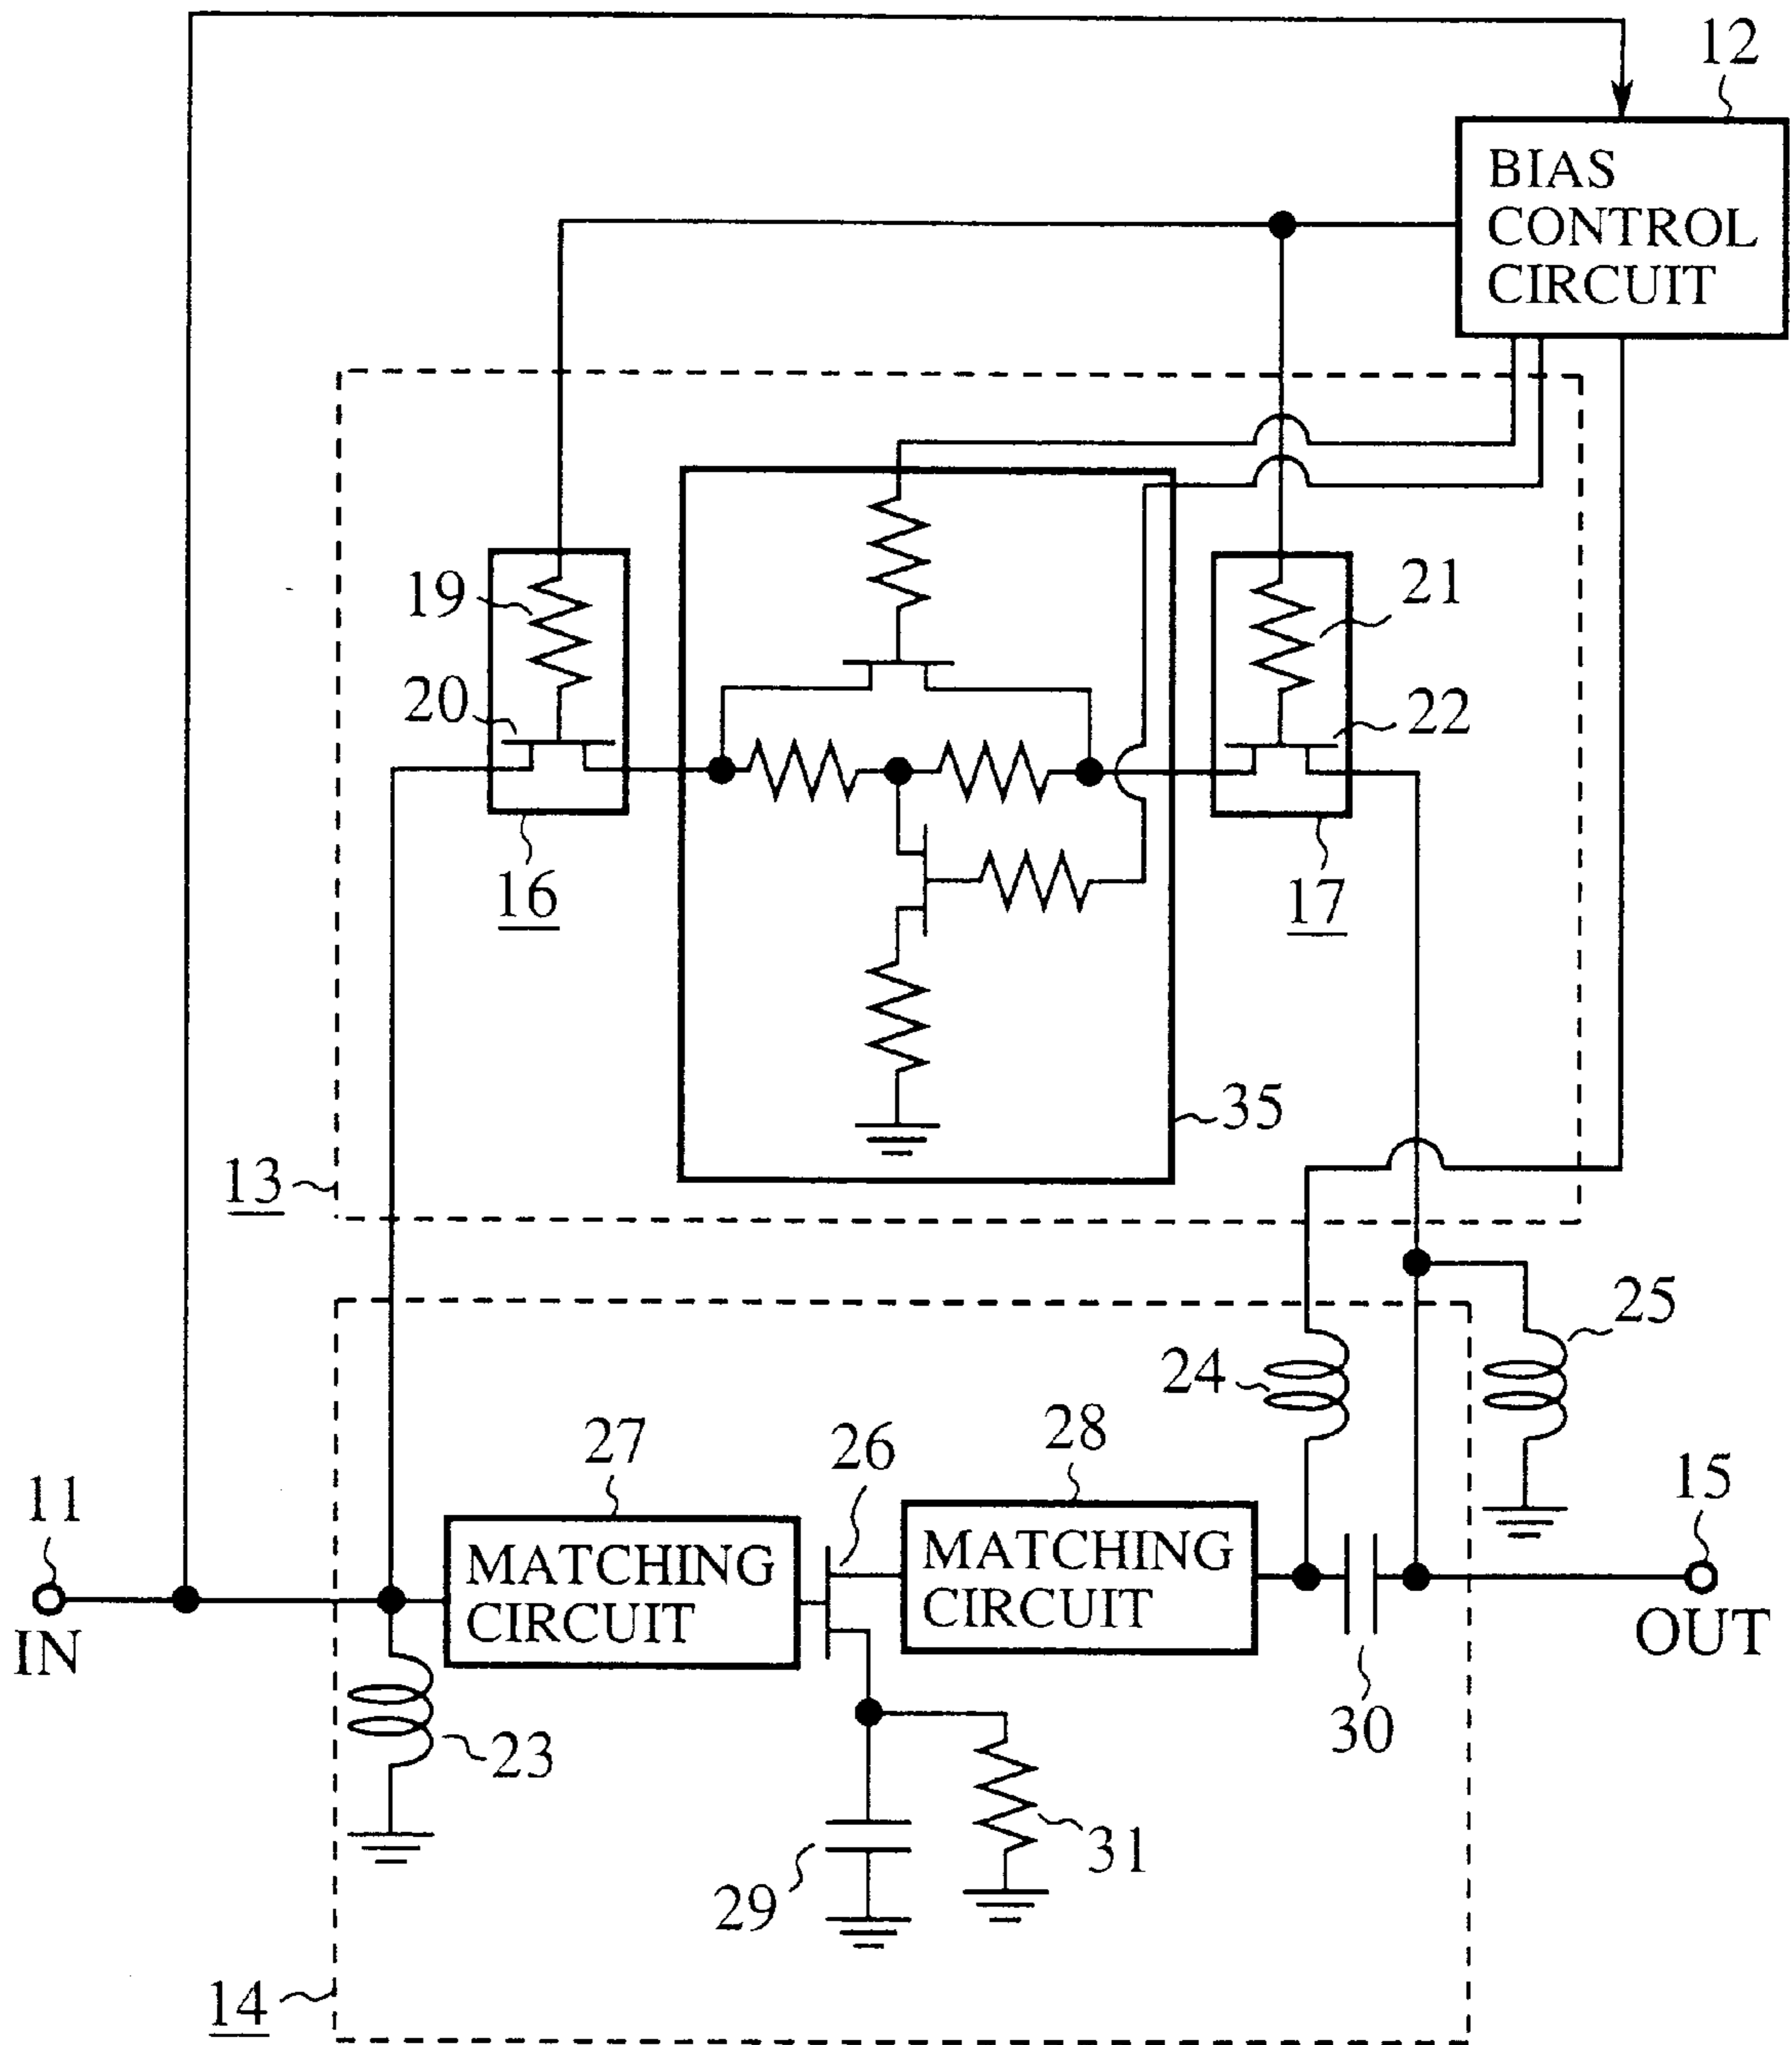 12
BIAS
CONTROL
CIRCUIT
19
21
20
22
16
17
35
13
25
24
27
26
28
11
15
MATCHING
CIRCUIT
MATCHING
CIRCUIT
IN
OUT
23
30
31
29
14